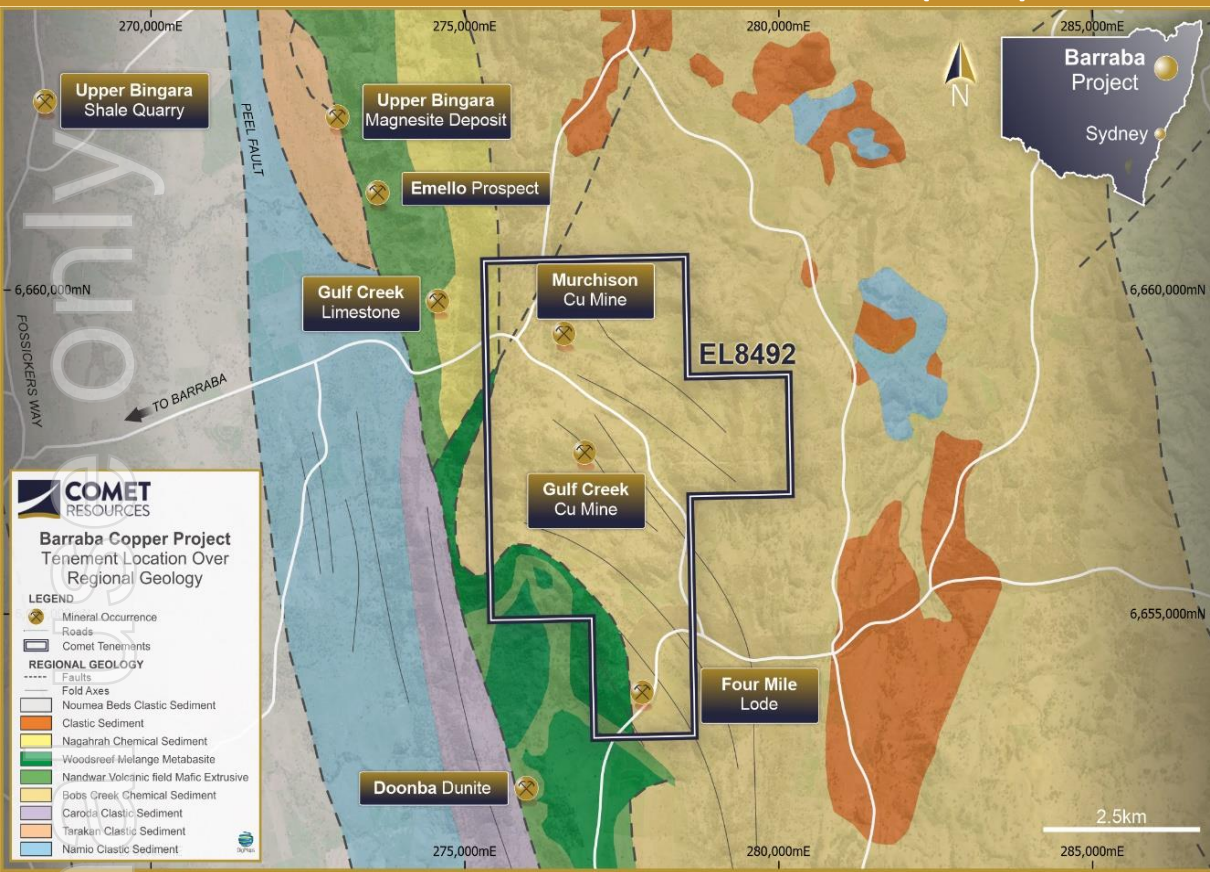 270,000mE
275,000mE
280,000mE
285,000mE
Upper Bingara
Shale Quarry
Upper Bingara
Magnesite Deposit
Emello Prospect
PEEL FAULT
N
Barraba
Project
Sydney
6,660,000mN
6,660,000mN
Gulf Creek
Limestone
Murchison
Cu Mine
EL8492
FOSSICKERS WAY
TO BARRABA
Gulf Creek
Cu Mine
Four Mile
Lode
Doonba Dunite
6,655,000mN
COMET
RESOURCES
Barraba Copper Project
Tenement Location Over
Regional Geology
LEGEND
Mineral Occurrence
Roads
Comet Tenements
REGIONAL GEOLOGY
Faults
Fold Axes
Noumea Beds Clastic Sediment
Clastic Sediment
Nagahrah Chemical Sediment
Woodsreef Melange Metabasite
Nandwar Volcanic field Mafic Extrusive
Bobs Creek Chemical Sediment
Caroda Clastic Sediment
Tarakan Clastic Sediment
Namio Clastic Sediment
275,000mE
280,000mE
285,000mE
2.5km
only